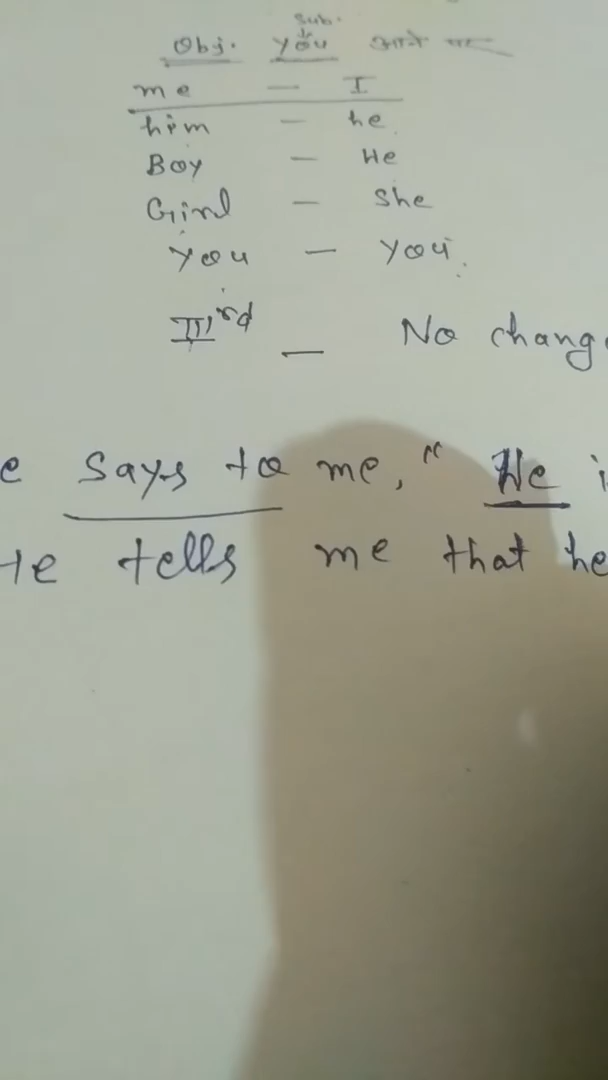 Sub.
Obj. you आने पर
me — I
him — he
Boy — He
Girl — She
you — you.
IIIrd — No chang
e says to me, " He i
He tells me that he